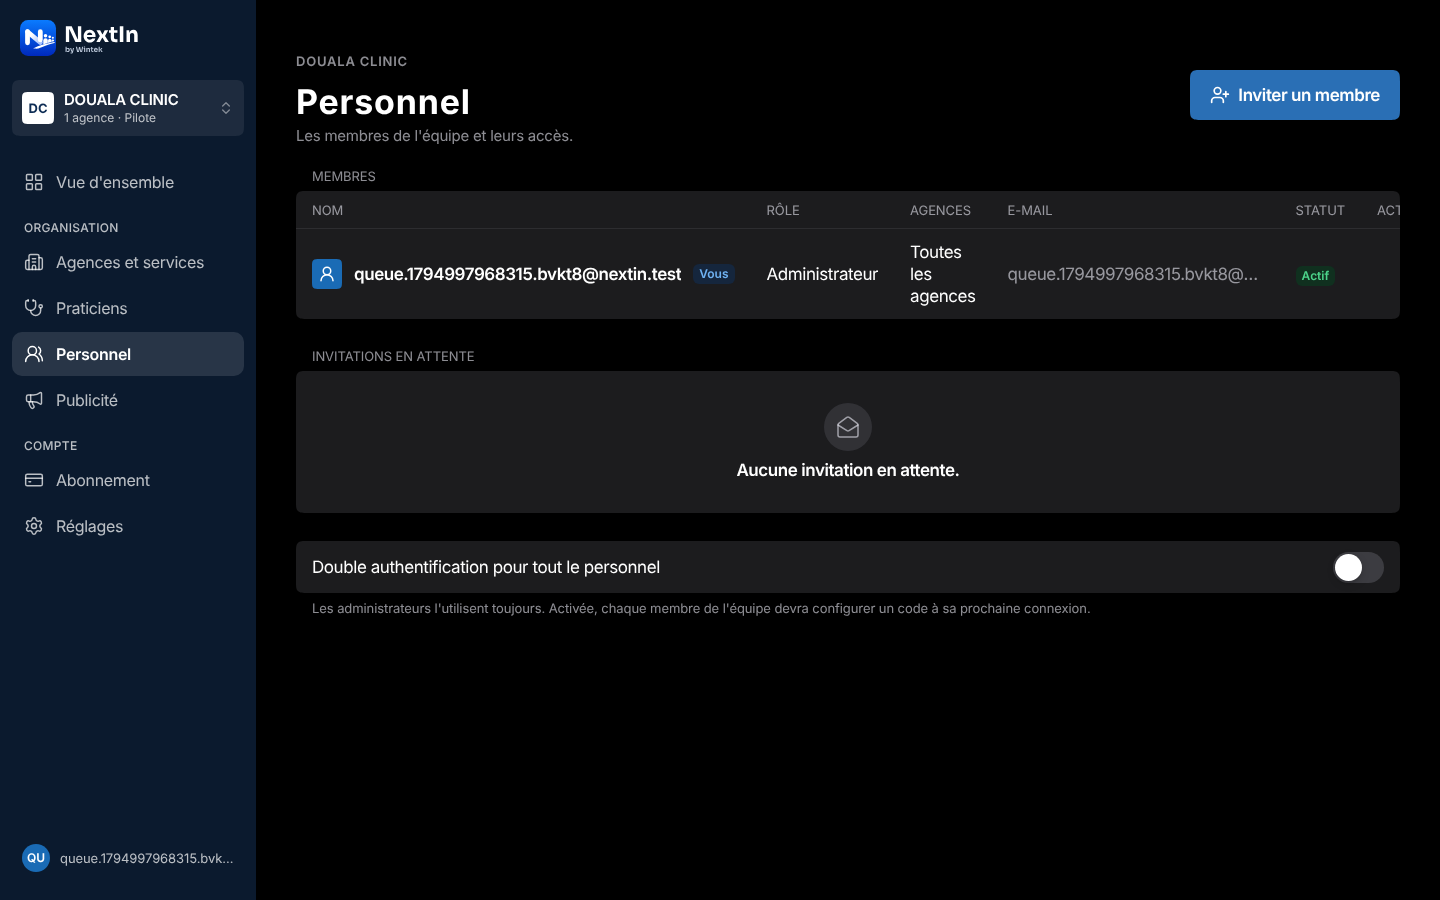 NextIn
by Wintek
DC
DOUALA CLINIC
1 agence · Pilote
Vue d'ensemble
ORGANISATION
Agences et services
Praticiens
Personnel
Publicité
COMPTE
Abonnement
Réglages
QU
queue.1794997968315.bvk...
DOUALA CLINIC
Personnel
Les membres de l'équipe et leurs accès.
Inviter un membre
MEMBRES
NOM RÔLE AGENCES E-MAIL STATUT ACT
queue.1794997968315.bvkt8@nextin.test Vous Administrateur Toutes les agences queue.1794997968315.bvkt8@... Actif
INVITATIONS EN ATTENTE
Aucune invitation en attente.
Double authentification pour tout le personnel
Les administrateurs l'utilisent toujours. Activée, chaque membre de l'équipe devra configurer un code à sa prochaine connexion.